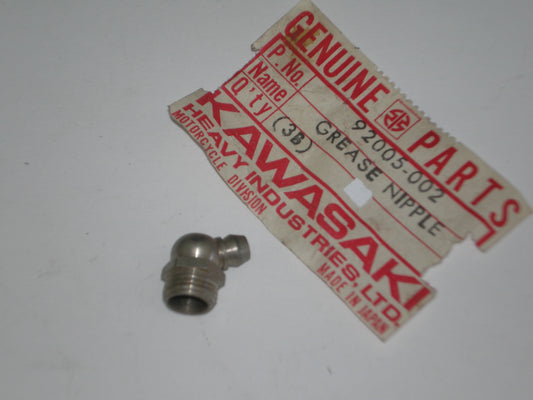 GENUINE PARTS
P.No. 92005-002
Name GREASE NIPPLE
Q'ty (3B)
KAWASAKI
HEAVY INDUSTRIES, LTD.
MOTORCYCLE DIVISION MADE IN JAPAN